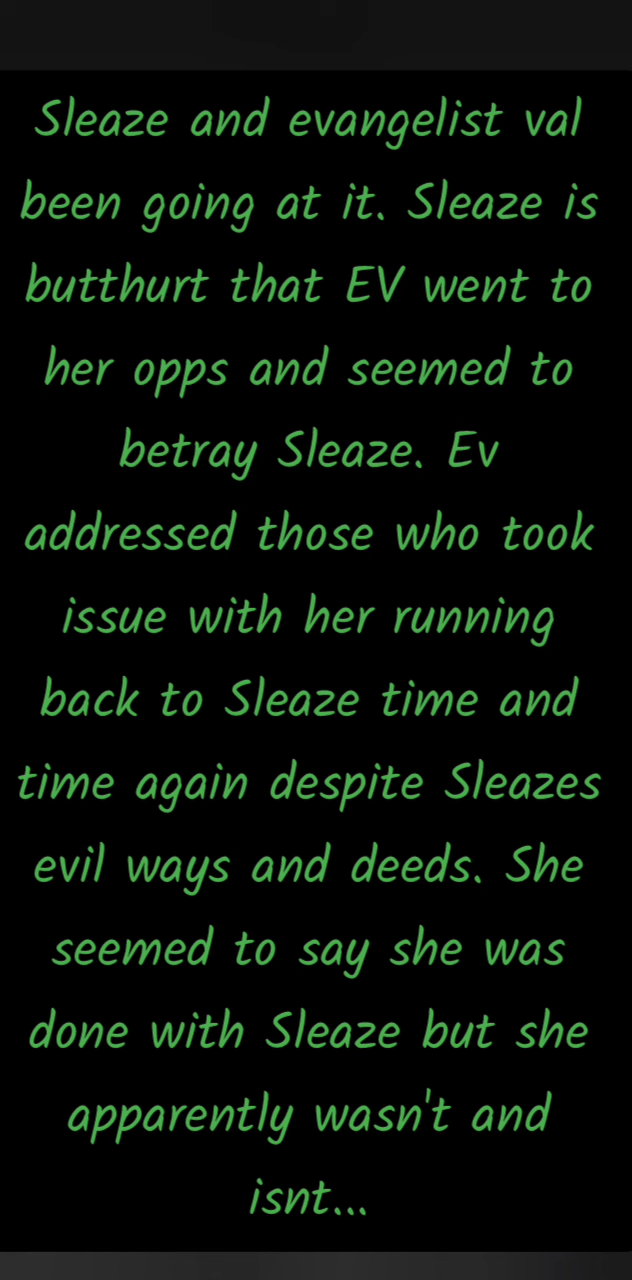 Sleaze and evangelist val
been going at it. Sleaze is
butthurt that EV went to
her opps and seemed to
betray Sleaze. Ev
addressed those who took
issue with her running
back to Sleaze time and
time again despite Sleazes
evil ways and deeds. She
seemed to say she was
done with Sleaze but she
apparently wasn't and
isnt...